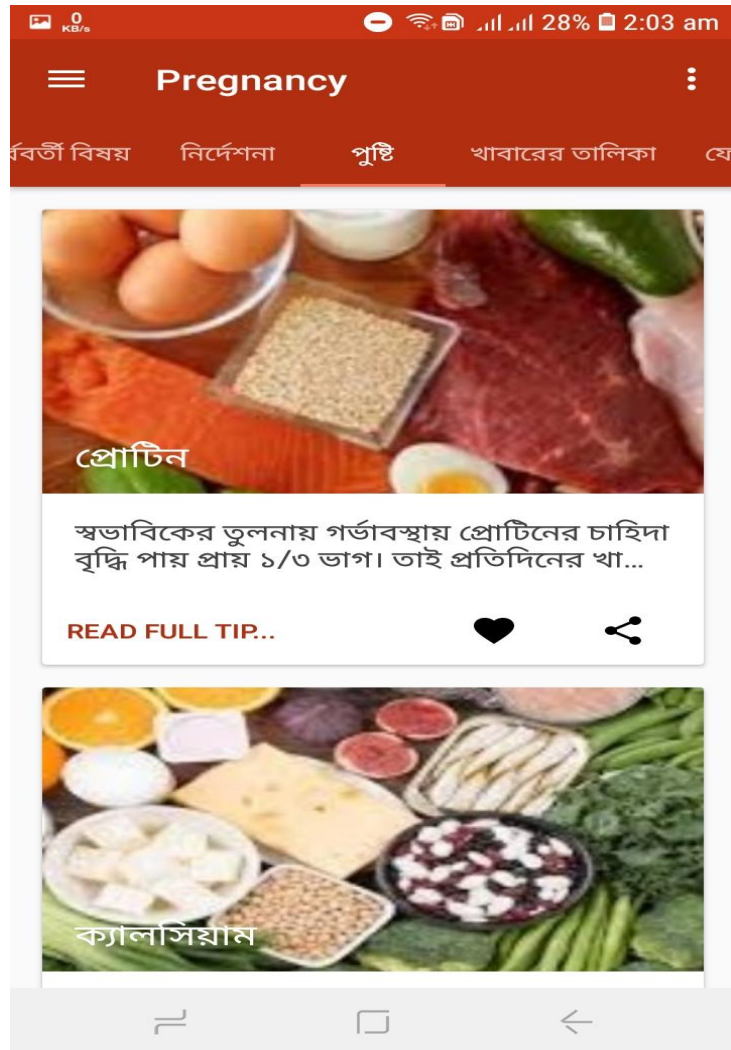 0
KB/s
28% 2:03 am
Pregnancy
র্ববর্তী বিষয় নির্দেশনা পুষ্টি খাবারের তালিকা ফে
প্রোটিন
স্বভাবিকের তুলনায় গর্ভাবস্থায় প্রোটিনের চাহিদা
বৃদ্ধি পায় প্রায় ১/৩ ভাগ। তাই প্রতিদিনের খা...
READ FULL TIP...
ক্যালসিয়াম